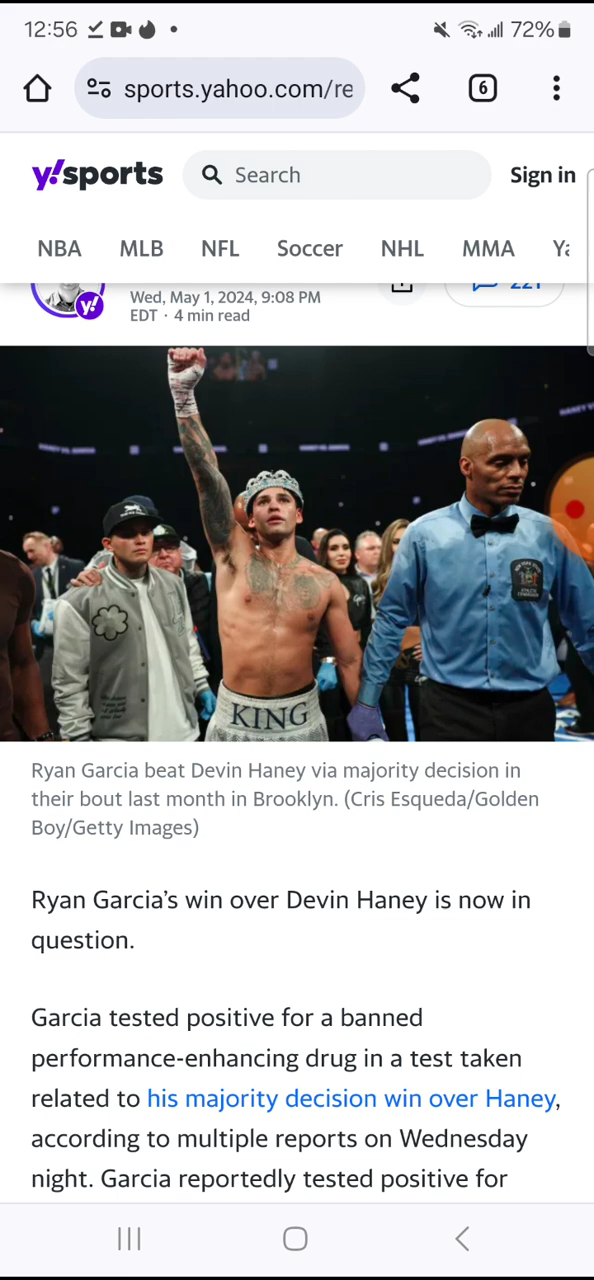 12:56
72%
sports.yahoo.com/re
6
y!sports
Search
Sign in
NBA MLB NFL Soccer NHL MMA Ya
y!
Wed, May 1, 2024, 9:08 PM
EDT · 4 min read
221
KING
Ryan Garcia beat Devin Haney via majority decision in
their bout last month in Brooklyn. (Cris Esqueda/Golden
Boy/Getty Images)
Ryan Garcia’s win over Devin Haney is now in
question.
Garcia tested positive for a banned
performance-enhancing drug in a test taken
related to his majority decision win over Haney,
according to multiple reports on Wednesday
night. Garcia reportedly tested positive for